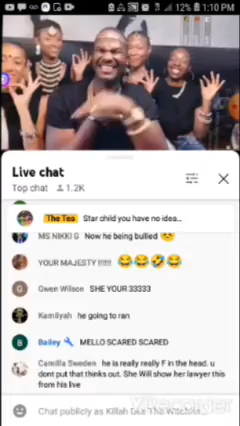 12% 1:10 PM
Live chat
Top chat 1.2K
The Tea Star child you have no idea...
MS NIKKI G Now he being bullied
YOUR MAJESTY !!!!!!
Gwen Wilson SHE YOUR 33333
Kamilyah he going to ran
Bailey MELLO SCARED SCARED
Camilla Sweden he is really really F in the head. u
dont put that thinks out. She Will show her lawyer this
from his live
Chat publicly as Killah Aka The Witches...